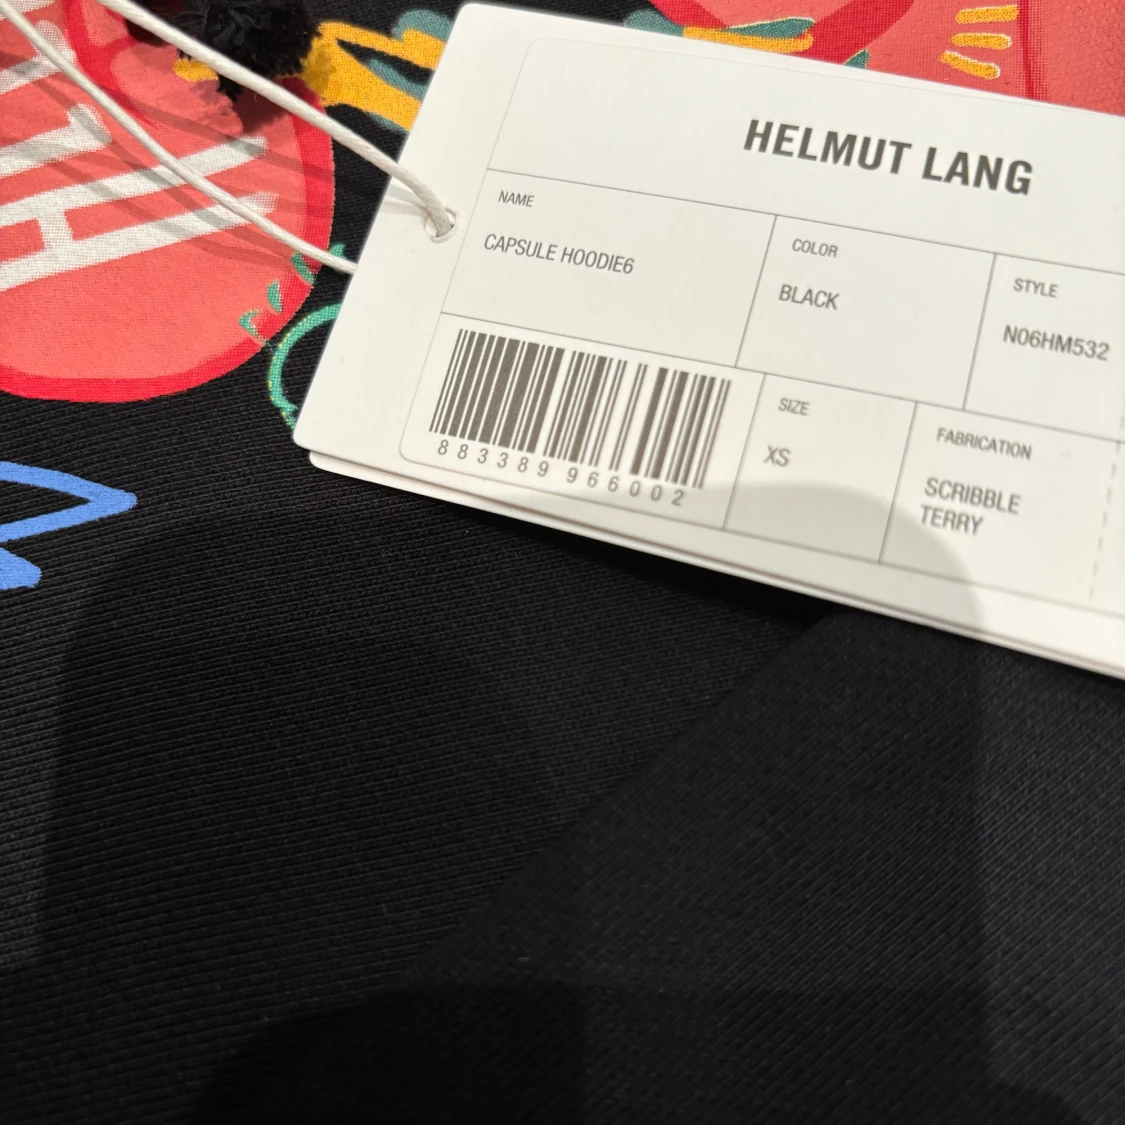 HELMUT LANG
NAME
CAPSULE HOODIE6
COLOR
BLACK
STYLE
N06HM532
883389 966002
SIZE
XS
FABRICATION
SCRIBBLE
TERRY